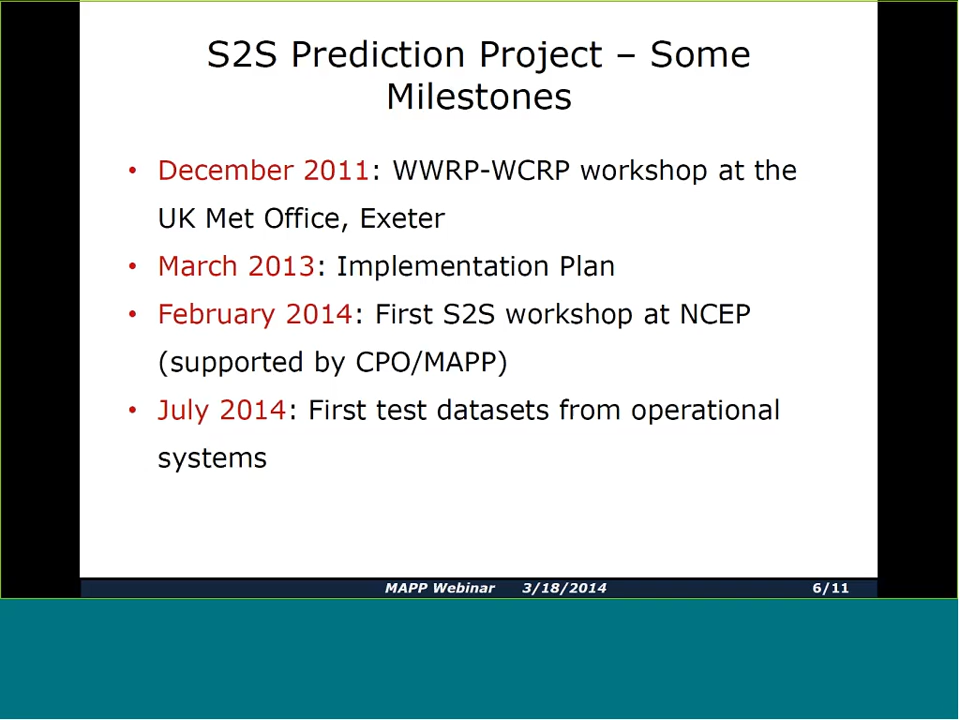 S2S Prediction Project – Some
Milestones
• December 2011: WWRP-WCRP workshop at the
UK Met Office, Exeter
• March 2013: Implementation Plan
• February 2014: First S2S workshop at NCEP
(supported by CPO/MAPP)
• July 2014: First test datasets from operational
systems
MAPP Webinar 3/18/2014 6/11